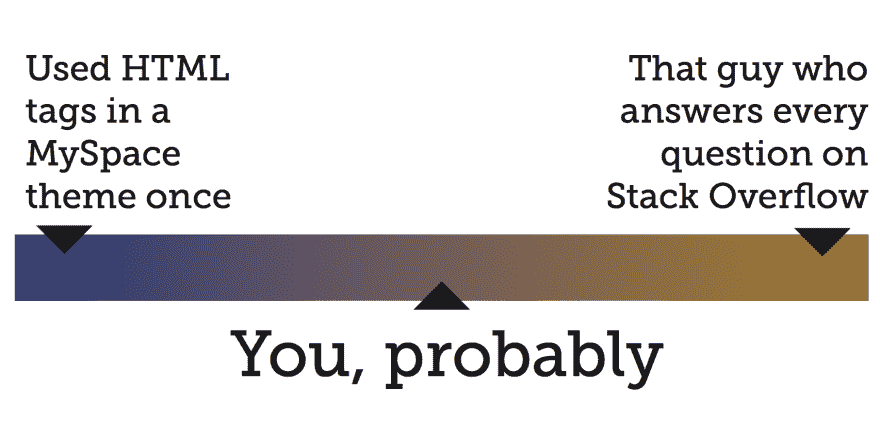 Used HTML
tags in a
MySpace
theme once
That guy who
answers every
question on
Stack Overflow
You, probably